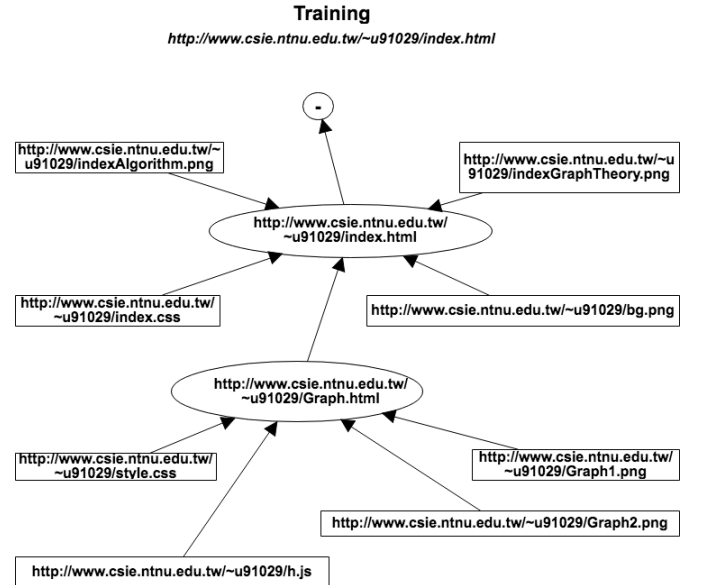 Training
http://www.csie.ntnu.edu.tw/~u91029/index.html
-
http://www.csie.ntnu.edu.tw/~
u91029/indexAlgorithm.png
http://www.csie.ntnu.edu.tw/~u
91029/indexGraphTheory.png
http://www.csie.ntnu.edu.tw/
~u91029/index.html
http://www.csie.ntnu.edu.tw/
~u91029/index.css
http://www.csie.ntnu.edu.tw/~u91029/bg.png
http://www.csie.ntnu.edu.tw/
~u91029/Graph.html
http://www.csie.ntnu.edu.tw/
~u91029/style.css
http://www.csie.ntnu.edu.tw/
~u91029/Graph1.png
http://www.csie.ntnu.edu.tw/~u91029/Graph2.png
http://www.csie.ntnu.edu.tw/~u91029/h.js